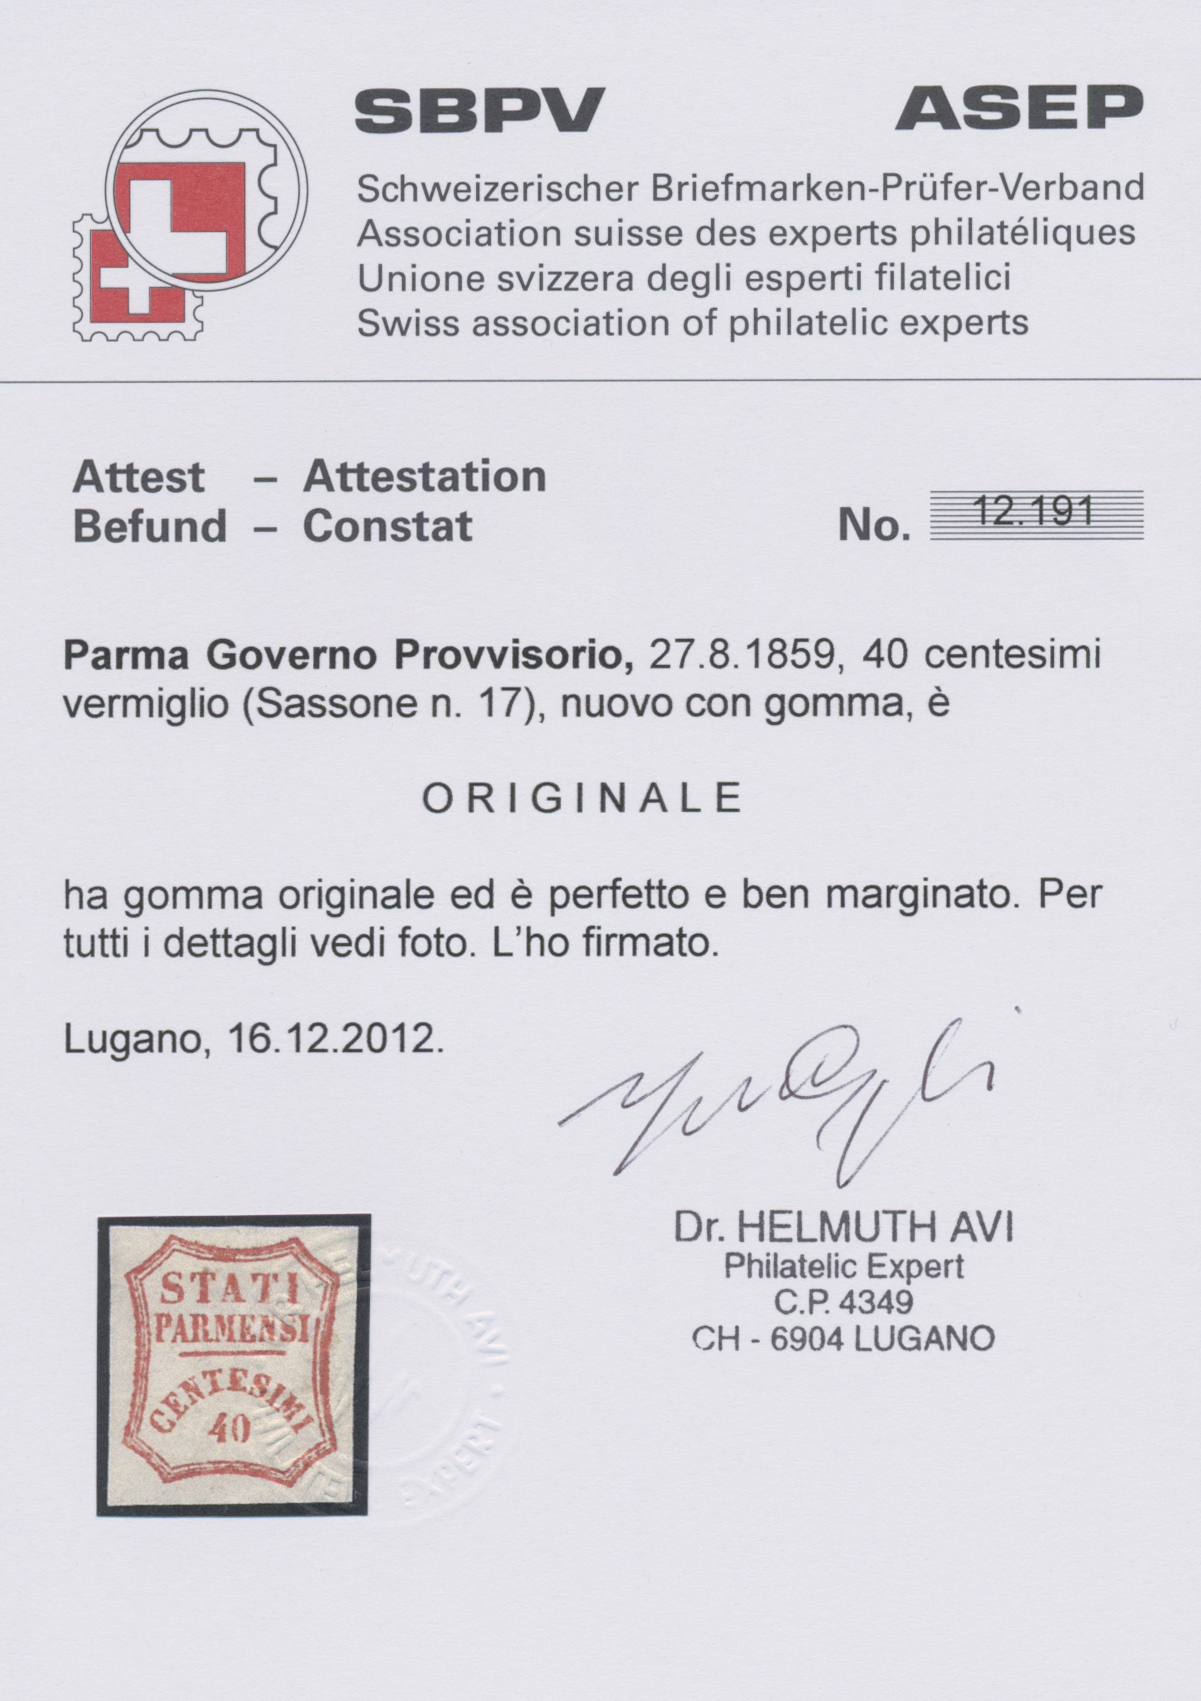 SBPV ASEP
Schweizerischer Briefmarken-Prüfer-Verband
Association suisse des experts philatéliques
Unione svizzera degli esperti filatelici
Swiss association of philatelic experts
Attest – Attestation
Befund – Constat
No. 12.191
Parma Governo Provvisorio, 27.8.1859, 40 centesimi
vermiglio (Sassone n. 17), nuovo con gomma, è
ORIGINALE
ha gomma originale ed è perfetto e ben marginato. Per
tutti i dettagli vedi foto. L'ho firmato.
Lugano, 16.12.2012.
Dr. HELMUTH AVI
Philatelic Expert
C.P. 4349
CH - 6904 LUGANO
STATI
PARMENSI
CENTESIMI
40
MUTH AVI • EXPERT